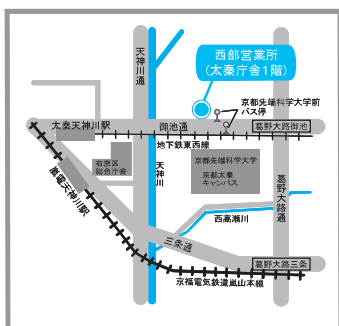 天神川通
西部営業所
(太秦庁舎1階)
京都先端科学大学前
バス停
太秦天神川駅
御池通
葛野大路御池
地下鉄東西線
右京区
総合庁舎
天神川
京都先端科学大学
京都太秦
キャンパス
葛野大路通
嵐電天神川駅
西高瀬川
三条通
葛野大路三条
京福電気鉄道嵐山本線